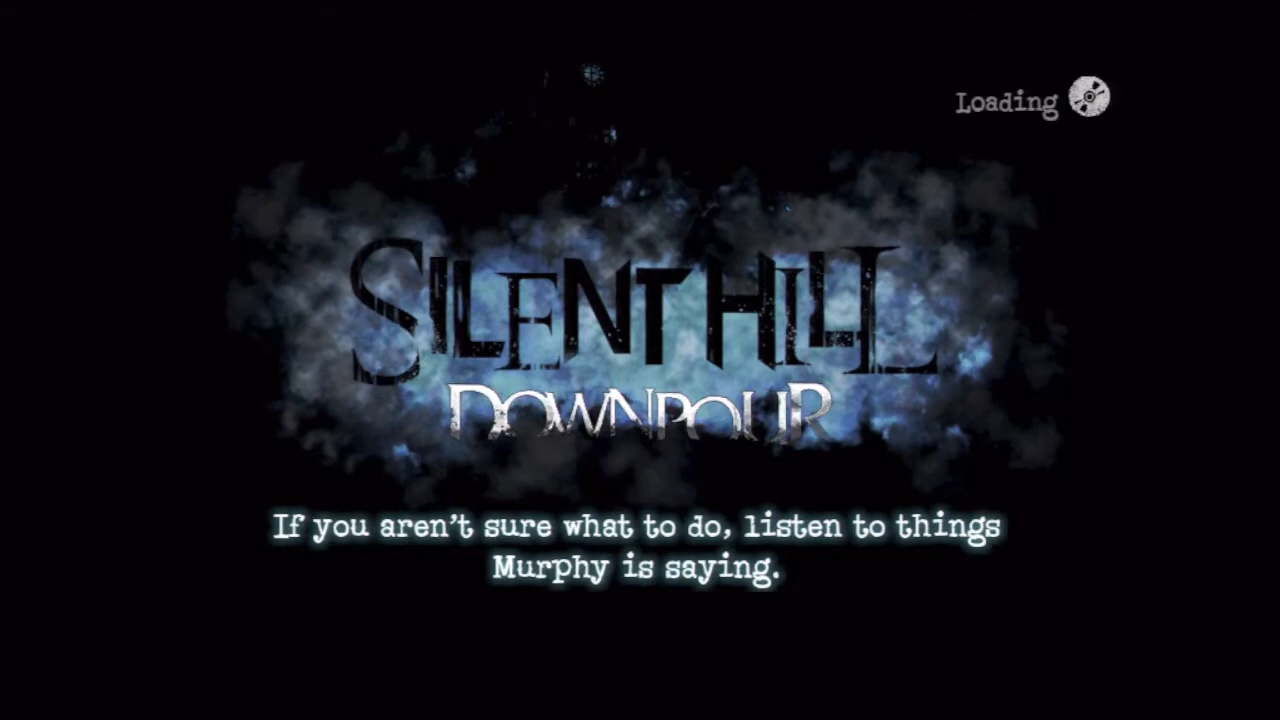 Loading
SILENT HILL
DOWNPOUR
If you aren't sure what to do, listen to things
Murphy is saying.